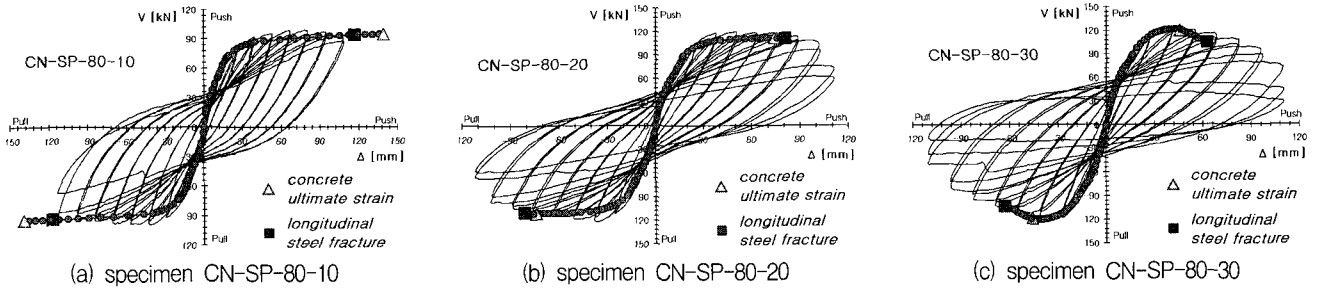 V [kN]
120
Push
90
60
30
CN-SP-80-10
Pull
Push
150
120
90
30
30
60
90
120
150
Δ [mm]
60
90
120
Pull
△ concrete
ultimate strain
■ longitudinal
steel fracture
(a) specimen CN-SP-80-10
V [kN]
150
Push
120
90
60
CN-SP-80-20
Pull
Push
120
60
90
120
Δ [mm]
60
90
120
150
Pull
△ concrete
ultimate strain
■ longitudinal
steel fracture
(b) specimen CN-SP-80-20
V [kN]
150
Push
120
90
60
CN-SP-80-30
Pull
Push
120
90
60
90
120
Δ [mm]
60
90
120
150
Pull
△ concrete
ultimate strain
■ longitudinal
steel fracture
(c) specimen CN-SP-80-30